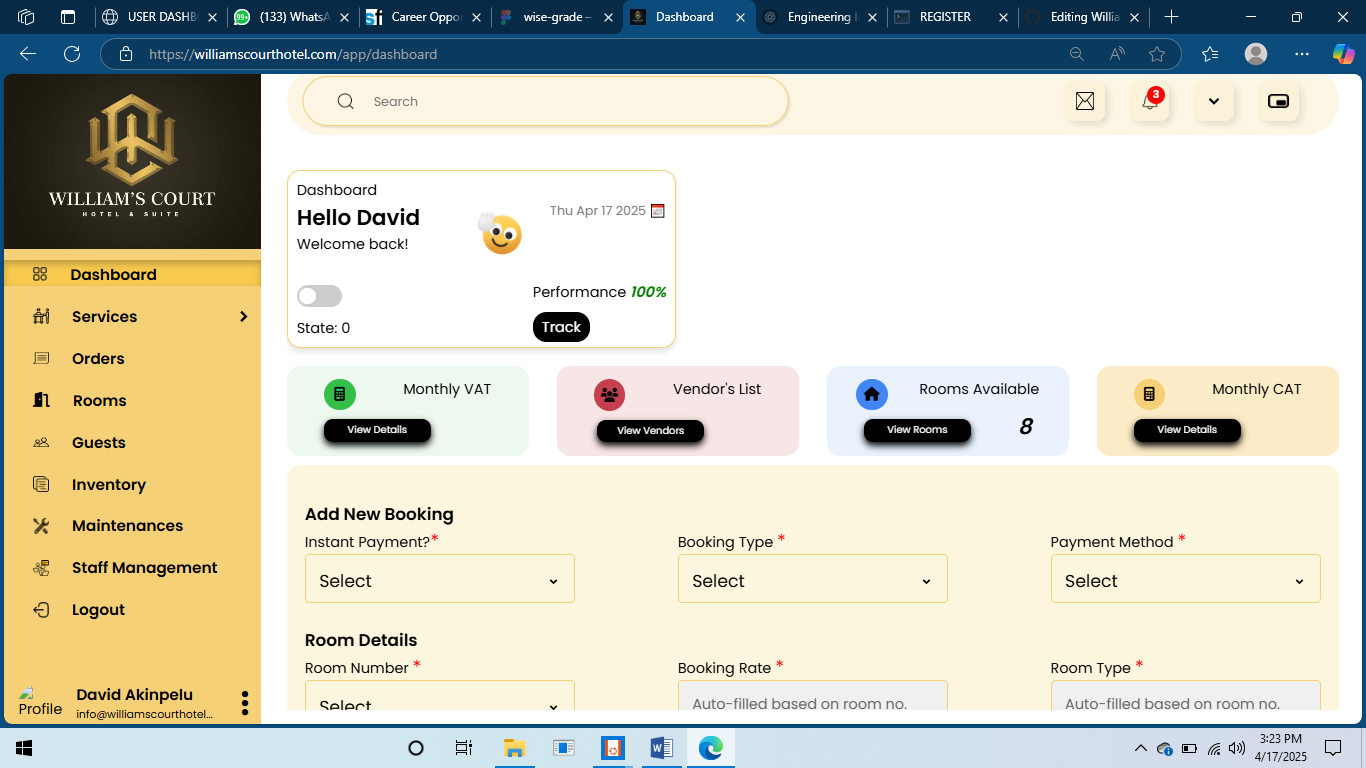 USER DASHB
(133) WhatsA
Career Oppor
wise-grade –
Dashboard
Engineering
REGISTER
Editing Willia
https://williamscourthotel.com/app/dashboard
WILLIAM'S COURT
HOTEL & SUITE
Search
3
Dashboard
Services
Orders
Rooms
Guests
Inventory
Maintenances
Staff Management
Logout
Profile
David Akinpelu
info@williamscourthotel...
Dashboard
Hello David
Thu Apr 17 2025
Welcome back!
Performance 100%
State: 0
Track
Monthly VAT
View Details
Vendor's List
View Vendors
Rooms Available
View Rooms
8
Monthly CAT
View Details
Add New Booking
Instant Payment?*
Booking Type *
Payment Method *
Select
Select
Select
Room Details
Room Number *
Booking Rate *
Room Type *
Select
Auto-filled based on room no.
Auto-filled based on room no.
3:23 PM
4/17/2025